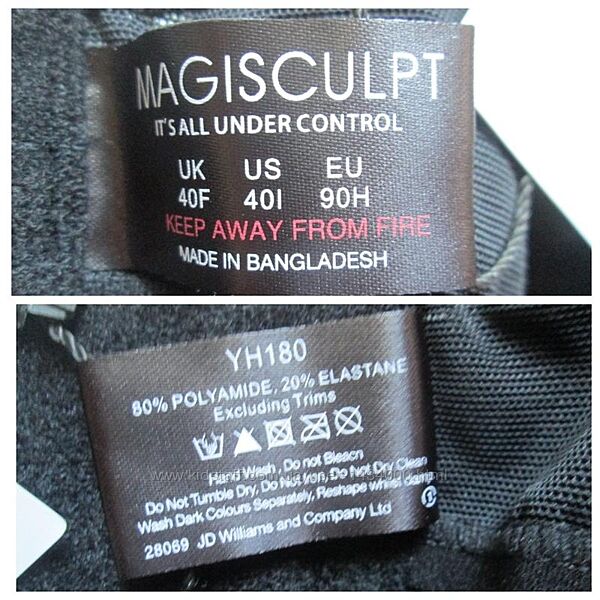 MAGISCULPT
IT'S ALL UNDER CONTROL
UK US EU
40F 40I 90H
KEEP AWAY FROM FIRE
MADE IN BANGLADESH
YH180
80% POLYAMIDE, 20% ELASTANE
Excluding Trims
Wash, Do not Bleach
Do Not Tumble Dry, Do Not Iron, Do Not Dry Clean
Wash Dark Colours Separately, Reshape whilst damp
28069 JD Williams and Company Ltd